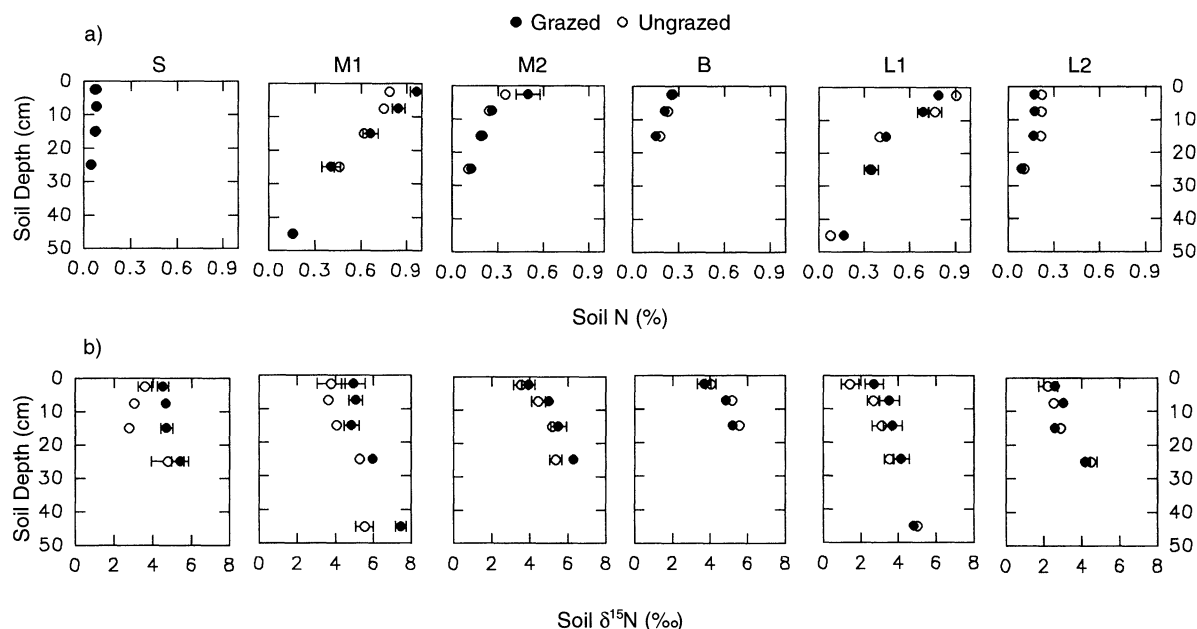 ● Grazed ○ Ungrazed
a)
S M1 M2 B L1 L2
Soil Depth (cm)
0 10 20 30 40 50
0 10 20 30 40 50
0.0 0.3 0.6 0.9 0.0 0.3 0.6 0.9 0.0 0.3 0.6 0.9 0.0 0.3 0.6 0.9 0.0 0.3 0.6 0.9 0.0 0.3 0.6 0.9
Soil N (%)
b)
Soil Depth (cm)
0 10 20 30 40 50
0 10 20 30 40 50
0 2 4 6 8 0 2 4 6 8 0 2 4 6 8 0 2 4 6 8 0 2 4 6 8 0 2 4 6 8
Soil δ¹⁵N (‰)